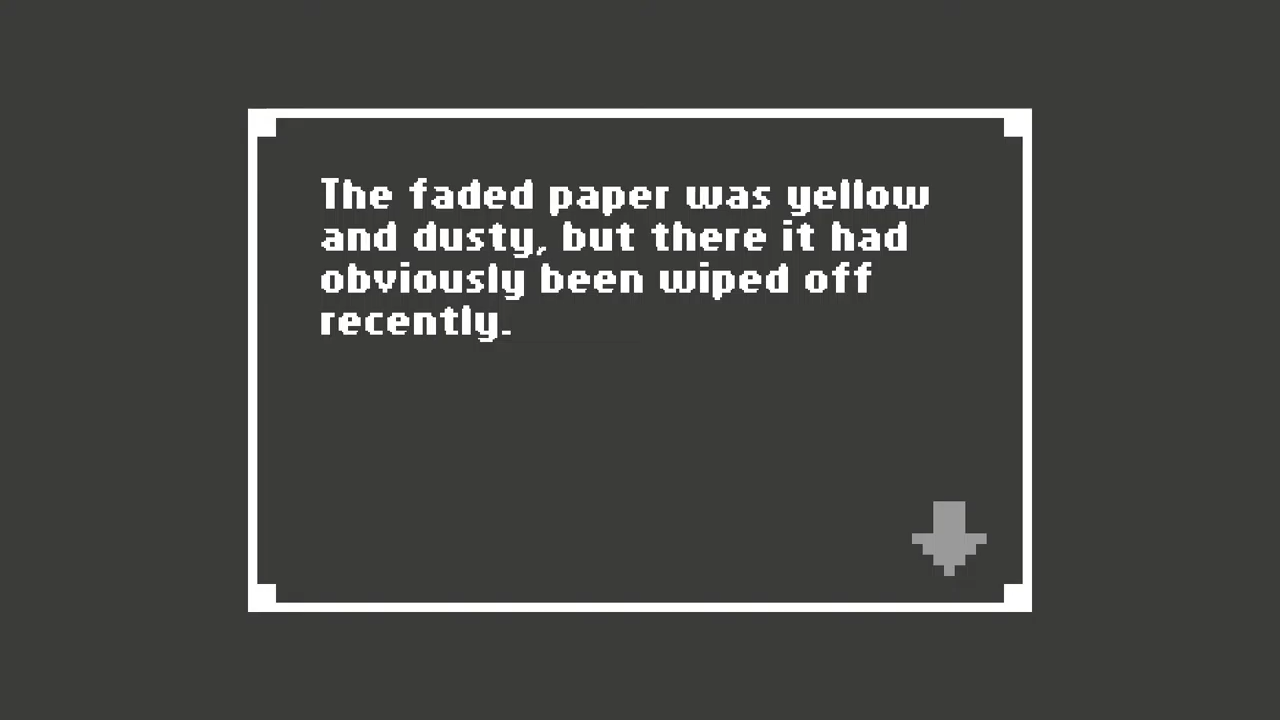 The faded paper was yellow
and dusty, but there it had
obviously been wiped off
recently.